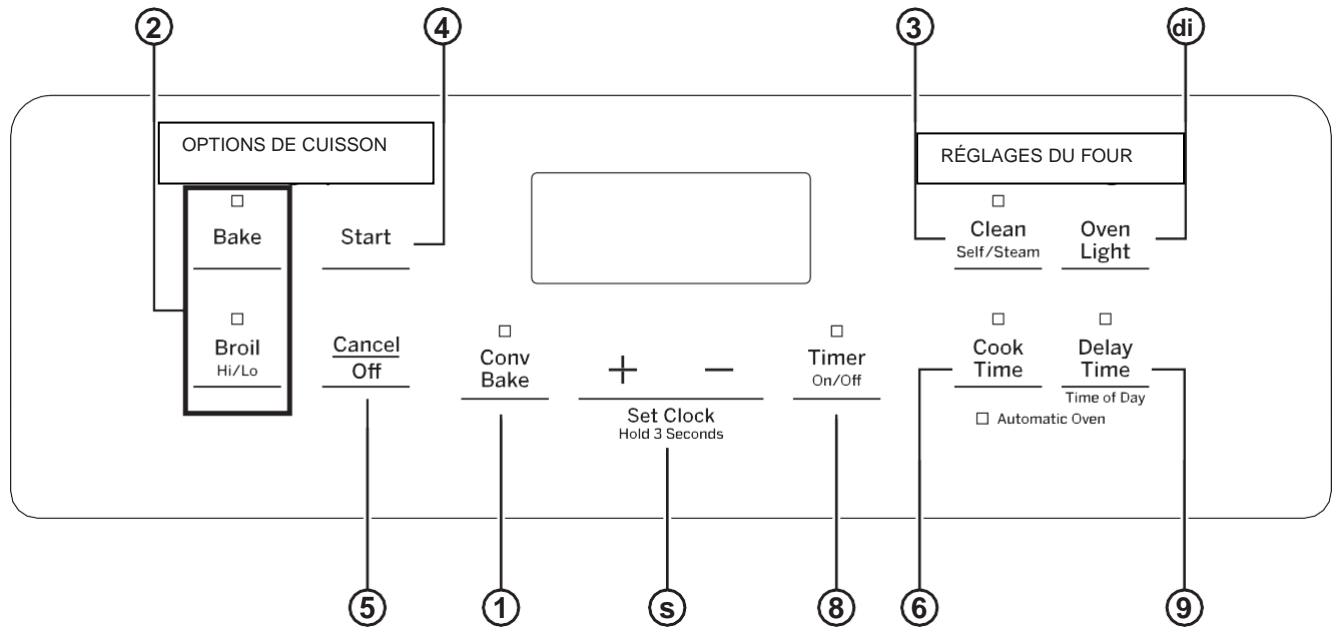 2
4
3
di
OPTIONS DE CUISSON
RÉGLAGES DU FOUR
Bake
Start
Clean
Self/Steam
Oven
Light
Broil
Hi/Lo
Cancel
Off
Conv
Bake
+
−
Set Clock
Hold 3 Seconds
Timer
On/Off
Cook
Time
Delay
Time
Time of Day
Automatic Oven
5
1
s
8
6
9